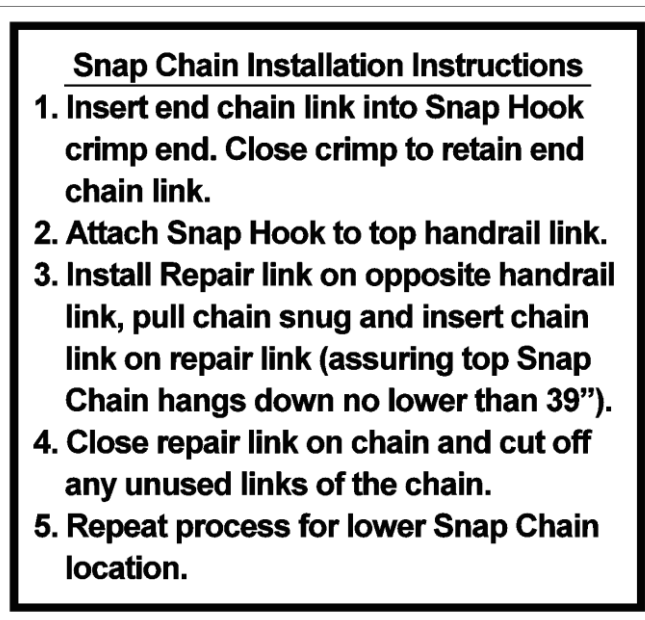 Snap Chain Installation Instructions
1. Insert end chain link into Snap Hook
crimp end. Close crimp to retain end
chain link.
2. Attach Snap Hook to top handrail link.
3. Install Repair link on opposite handrail
link, pull chain snug and insert chain
link on repair link (assuring top Snap
Chain hangs down no lower than 39”).
4. Close repair link on chain and cut off
any unused links of the chain.
5. Repeat process for lower Snap Chain
location.